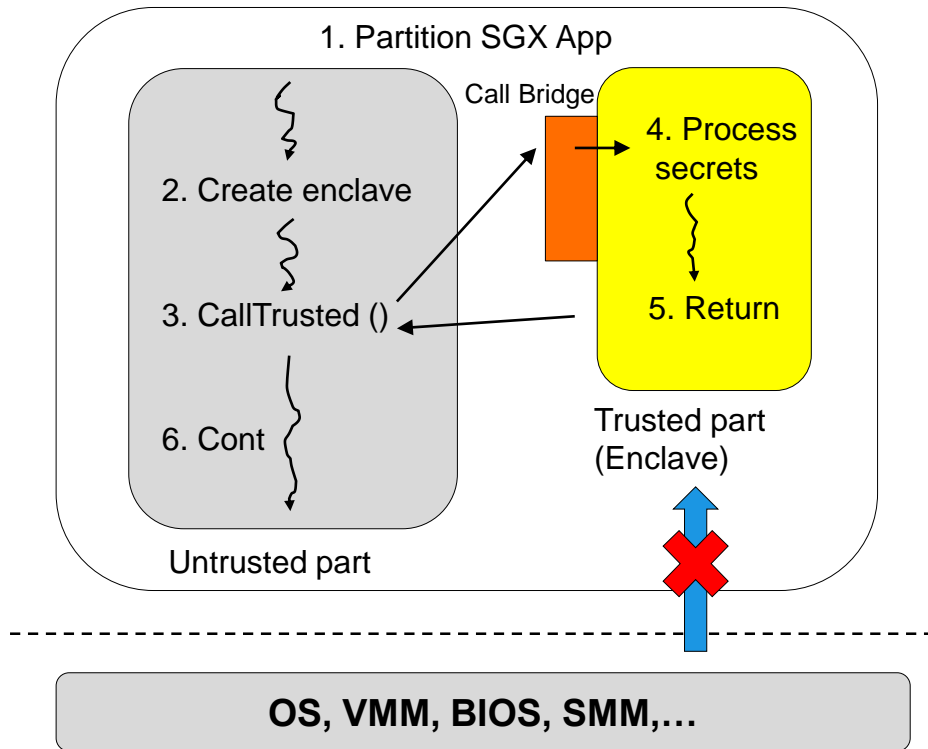 1. Partition SGX App
Call Bridge
2. Create enclave
3. CallTrusted ()
6. Cont
Untrusted part
4. Process
secrets
5. Return
Trusted part
(Enclave)
OS, VMM, BIOS, SMM,…